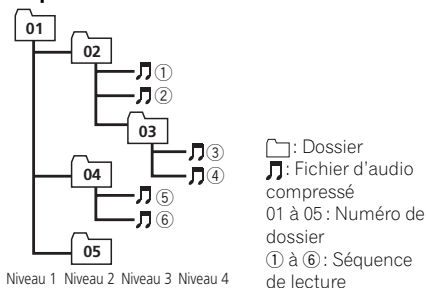 01
02
①
②
03
③
④
04
⑤
⑥
05
Niveau 1 Niveau 2 Niveau 3 Niveau 4
: Dossier
: Fichier d'audio
compressé
01 à 05 : Numéro de
dossier
① à ⑥ : Séquence
de lecture